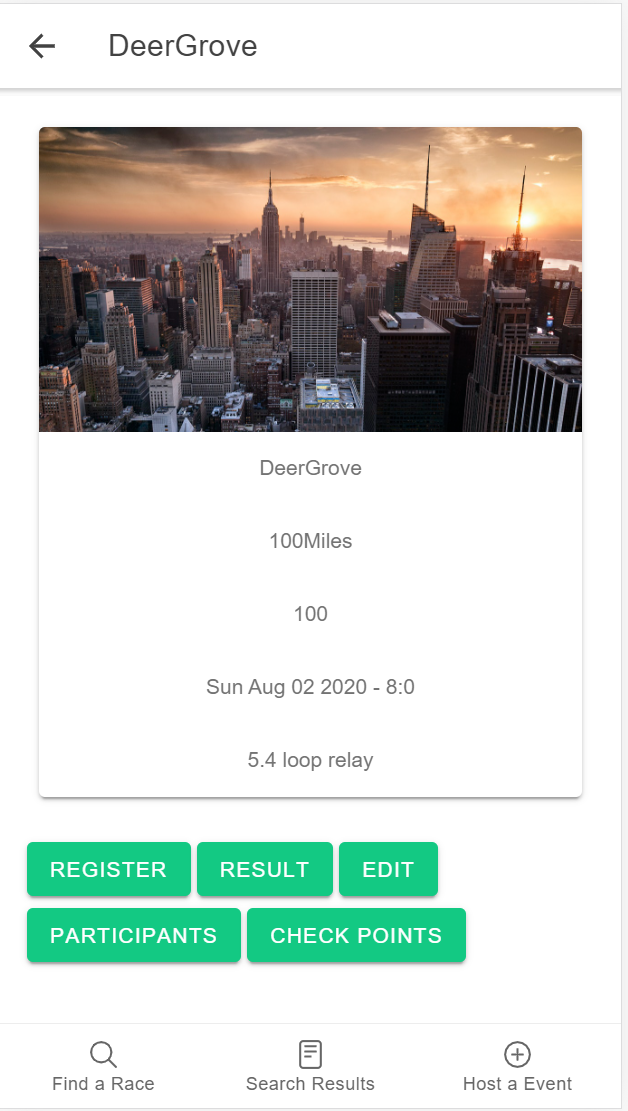 DeerGrove
DeerGrove
100Miles
100
Sun Aug 02 2020 - 8:0
5.4 loop relay
REGISTER RESULT EDIT
PARTICIPANTS CHECK POINTS
Find a Race Search Results Host a Event